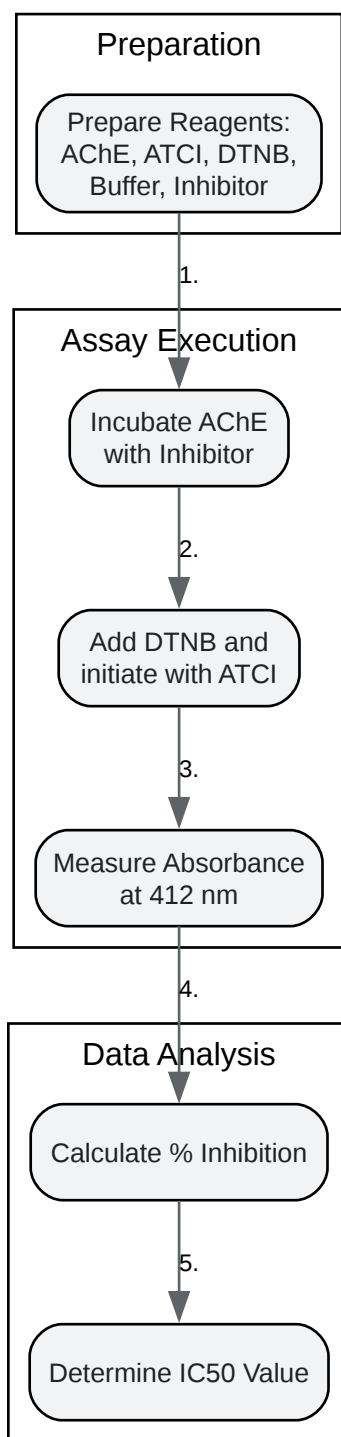 Preparation
Prepare Reagents:
AChE, ATCI, DTNB,
Buffer, Inhibitor
1.
Assay Execution
Incubate AChE
with Inhibitor
2.
Add DTNB and
initiate with ATCI
3.
Measure Absorbance
at 412 nm
4.
Data Analysis
Calculate % Inhibition
5.
Determine IC50 Value